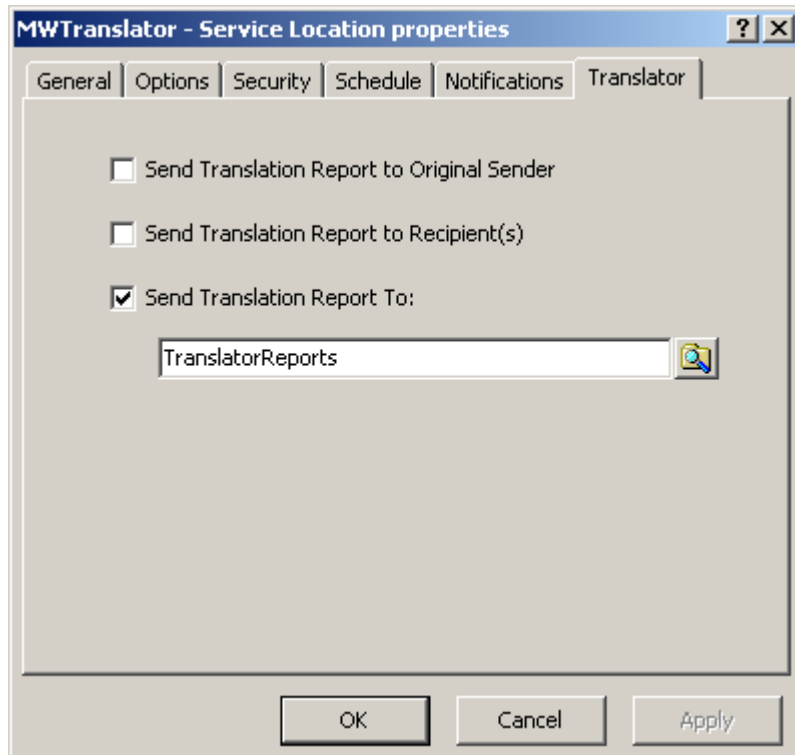 MWTranslator - Service Location properties
General Options Security Schedule Notifications Translator
Send Translation Report to Original Sender
Send Translation Report to Recipient(s)
Send Translation Report To:
TranslatorReports
OK Cancel Apply